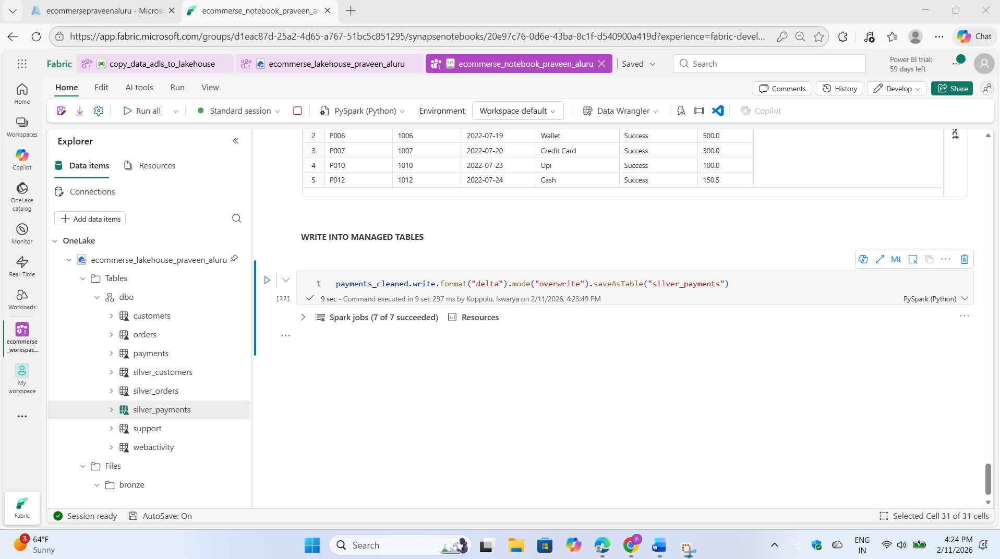 ecommersepraveenaluru - Microso
ecommerse_notebook_praveen_al
https://app.fabric.microsoft.com/groups/d1eac87d-25a2-4d65-a767-51bc5c851295/synapsenotebooks/20e97c76-0d6e-43ba-8c1f-d540900a419d?experience=fabric-devel...
Chat
Fabric
copy_data_adls_to_lakehouse
ecommerse_lakehouse_praveen_aluru
ecommerse_notebook_praveen_aluru
Saved
Search
Power BI trial:
59 days left
Home
Edit
AI tools
Run
View
Comments
History
Develop
Share
Run all
Standard session
PySpark (Python)
Environment
Workspace default
Data Wrangler
Copilot
Home
Workspaces
Copilot
OneLake
catalog
Monitor
Real-Time
Workloads
ecommerse
_workspac...
My
workspace
Fabric
Explorer
Data items
Resources
Connections
Add data items
OneLake
ecommerse_lakehouse_praveen_aluru
Tables
dbo
customers
orders
payments
silver_customers
silver_orders
silver_payments
support
webactivity
Files
bronze
2 P006 1006 2022-07-19 Wallet Success 500.0
3 P007 1007 2022-07-20 Credit Card Success 300.0
4 P010 1010 2022-07-23 Upi Success 100.0
5 P012 1012 2022-07-24 Cash Success 150.5
ct
WRITE INTO MANAGED TABLES
M↓
1 payments_cleaned.write.format("delta").mode("overwrite").saveAsTable("silver_payments")
[22]
9 sec - Command executed in 9 sec 237 ms by Koppolu, Iswarya on 2/11/2026, 4:23:49 PM
PySpark (Python)
Spark jobs (7 of 7 succeeded)
Resources
Session ready
AutoSave: On
Selected Cell 31 of 31 cells
3
64°F
Sunny
Search
P
ENG
IN
4:24 PM
2/11/2026